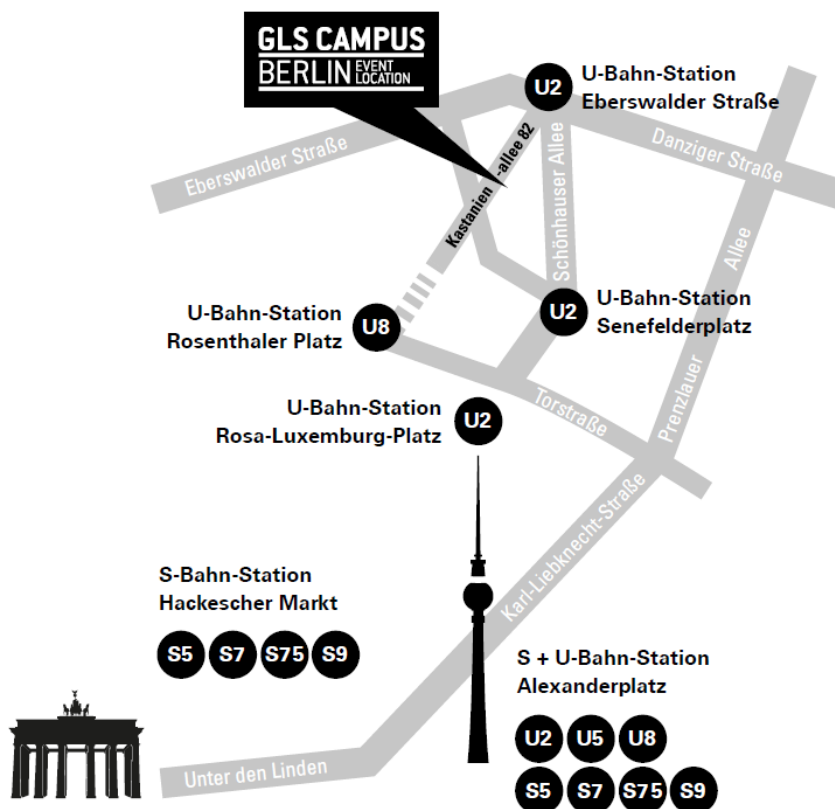 GLS CAMPUS
BERLIN EVENT LOCATION
U2
U-Bahn-Station
Eberswalder Straße
Eberswalder Straße
Danziger Straße
Kastanien -allee 82
Schönhauser Allee
Prenzlauer Allee
U-Bahn-Station
Rosenthaler Platz
U8
U2
U-Bahn-Station
Senefelderplatz
Torstraße
U-Bahn-Station
Rosa-Luxemburg-Platz
U2
Karl-Liebknecht-Straße
S-Bahn-Station
Hackescher Markt
S5 S7 S75 S9
S + U-Bahn-Station
Alexanderplatz
U2 U5 U8
S5 S7 S75 S9
Unter den Linden